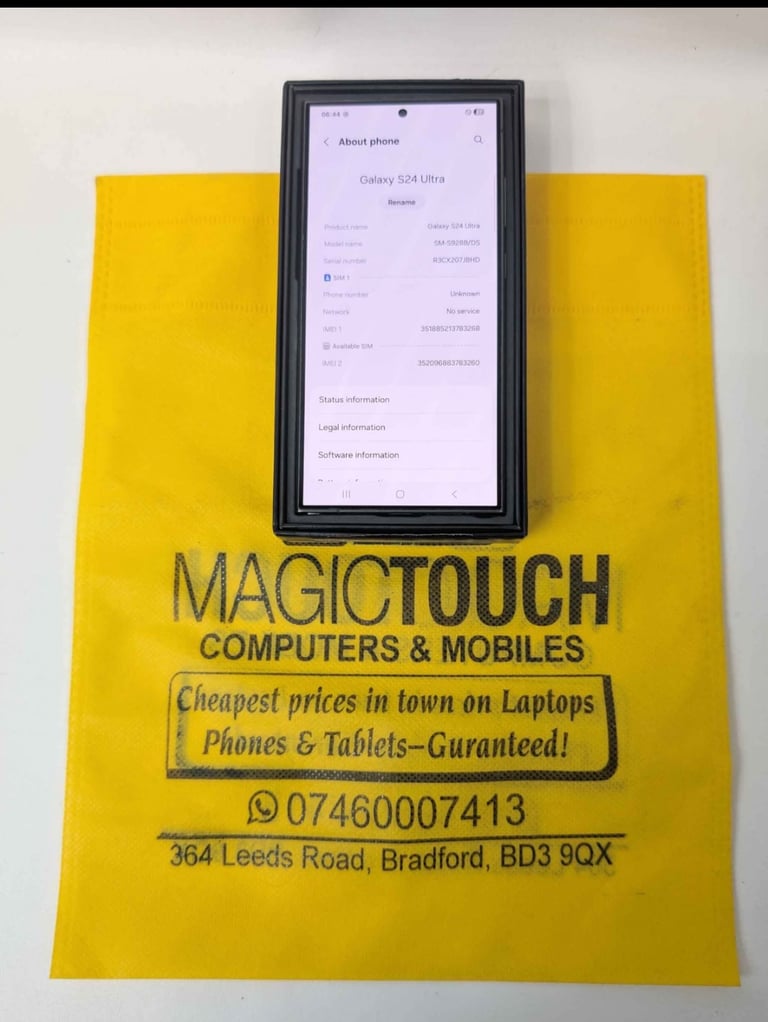 06:44
About phone
Galaxy S24 Ultra
Rename
Product name Galaxy S24 Ultra
Model name SM-S928B/DS
Serial number R3CX207JBHD
SIM 1
Phone number Unknown
Network No service
IMEI 1 351885213783268
Available SIM
IMEI 2 352096883783260
Status information
Legal information
Software information
MAGICTOUCH
COMPUTERS & MOBILES
Cheapest prices in town on Laptops
Phones & Tablets–Guranteed!
07460007413
364 Leeds Road, Bradford, BD3 9QX